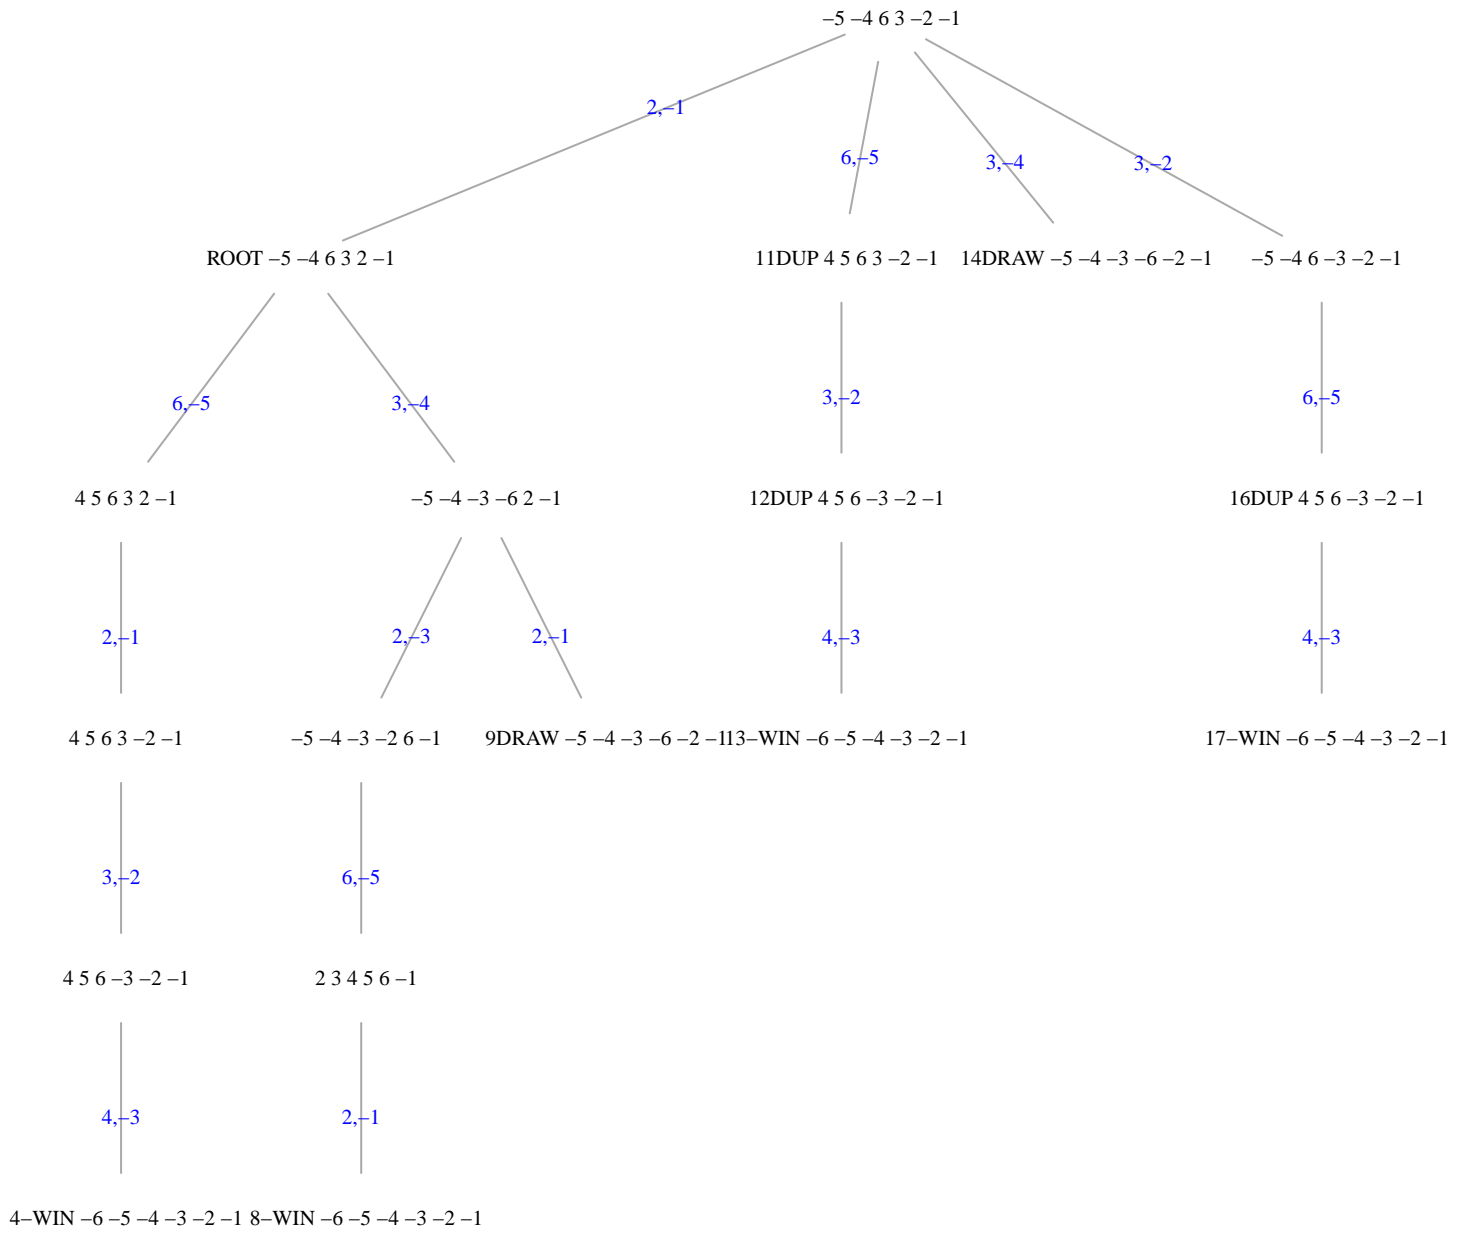 –5 –4 6 3 –2 –1
2,–1
6,–5
3,–4
3,–2
ROOT –5 –4 6 3 2 –1
11DUP 4 5 6 3 –2 –1
14DRAW –5 –4 –3 –6 –2 –1
–5 –4 6 –3 –2 –1
6,–5
3,–4
3,–2
6,–5
4 5 6 3 2 –1
–5 –4 –3 –6 2 –1
12DUP 4 5 6 –3 –2 –1
16DUP 4 5 6 –3 –2 –1
2,–1
2,–3
2,–1
4,–3
4,–3
4 5 6 3 –2 –1
–5 –4 –3 –2 6 –1
9DRAW –5 –4 –3 –6 –2 –1
13–WIN –6 –5 –4 –3 –2 –1
17–WIN –6 –5 –4 –3 –2 –1
3,–2
6,–5
4 5 6 –3 –2 –1
2 3 4 5 6 –1
4,–3
2,–1
4–WIN –6 –5 –4 –3 –2 –1
8–WIN –6 –5 –4 –3 –2 –1